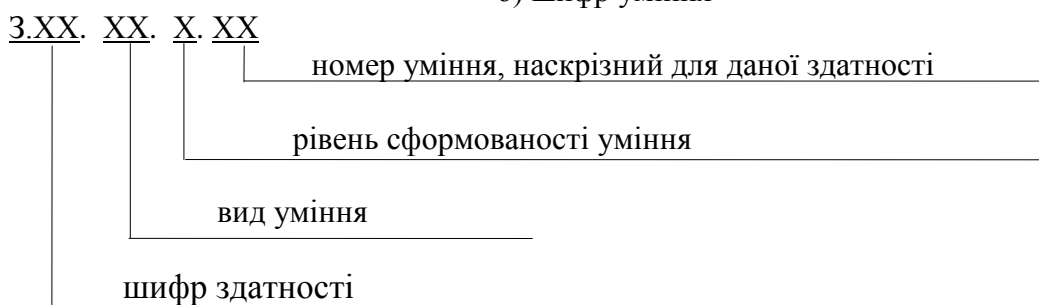 З.ХХ. ХХ. Х. ХХ
номер уміння, наскрізний для даної здатності
рівень сформованості уміння
вид уміння
шифр здатності